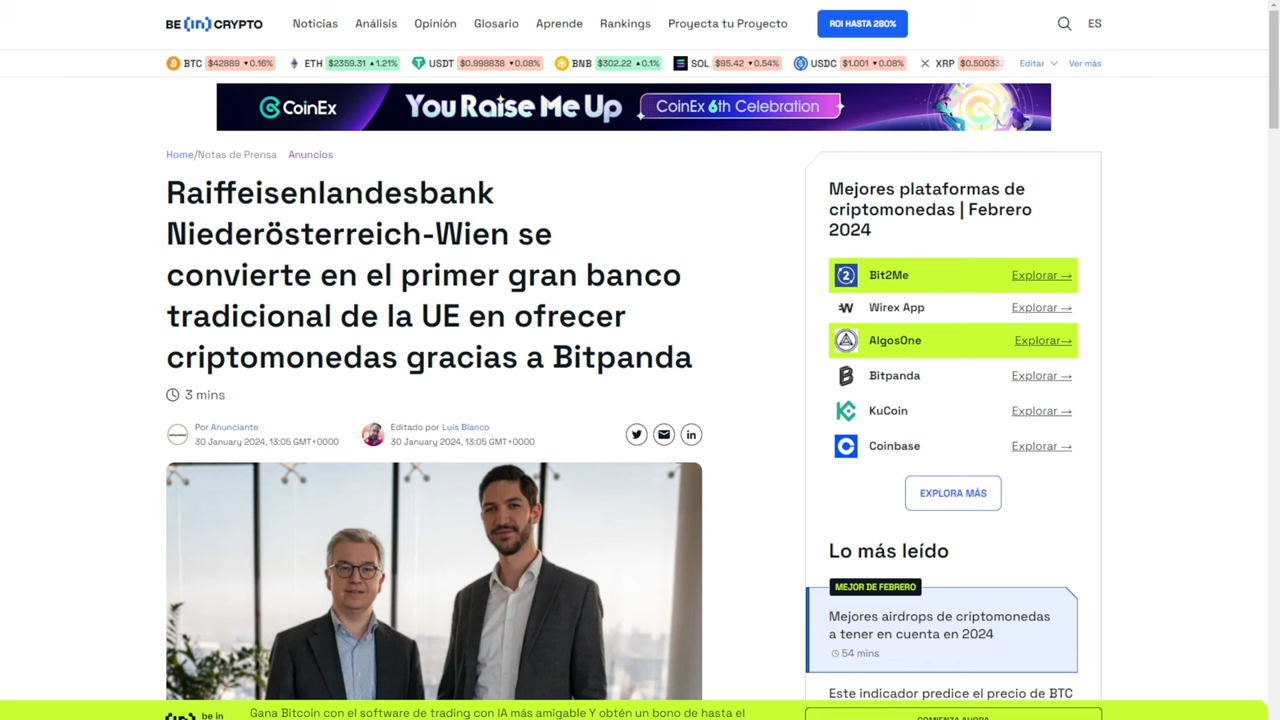 BE [in] CRYPTO
Noticias Análisis Opinión Glosario Aprende Rankings Proyecta tu Proyecto ROI HASTA 280% ES
BTC $42889 ▾0.16% ETH $2359.31 ▴1.21% USDT $0.998838 ▾0.08% BNB $302.22 ▴0.1% SOL $95.42 ▾0.54% USDC $1.001 ▾0.08% XRP $0.50033 Editar Ver más
CoinEx You Raise Me Up CoinEx 6th Celebration
Home/Notas de Prensa Anuncios
Raiffeisenlandesbank
Niederösterreich-Wien se
convierte en el primer gran banco
tradicional de la UE en ofrecer
criptomonedas gracias a Bitpanda
3 mins
Por Anunciante
30 January 2024, 13:05 GMT+0000
Editado por Luis Blanco
30 January 2024, 13:05 GMT+0000
Mejores plataformas de
criptomonedas | Febrero
2024
Bit2Me Explorar →
Wirex App Explorar →
AlgosOne Explorar→
Bitpanda Explorar →
KuCoin Explorar →
Coinbase Explorar →
EXPLORA MÁS
Lo más leído
MEJOR DE FEBRERO
Mejores airdrops de criptomonedas
a tener en cuenta en 2024
54 mins
Este indicador predice el precio de BTC
be in
Gana Bitcoin con el software de trading con IA más amigable Y obtén un bono de hasta el
COMIENZA AHORA